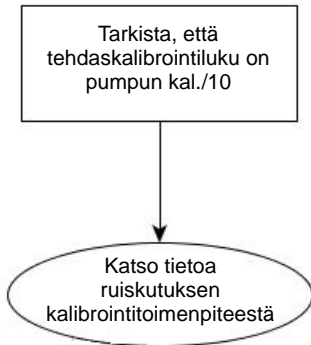 Tarkista, että
tehdaskalibrointiluku on
pumpun kal./10
Katso tietoa
ruiskutuksen
kalibrointitoimenpiteestä